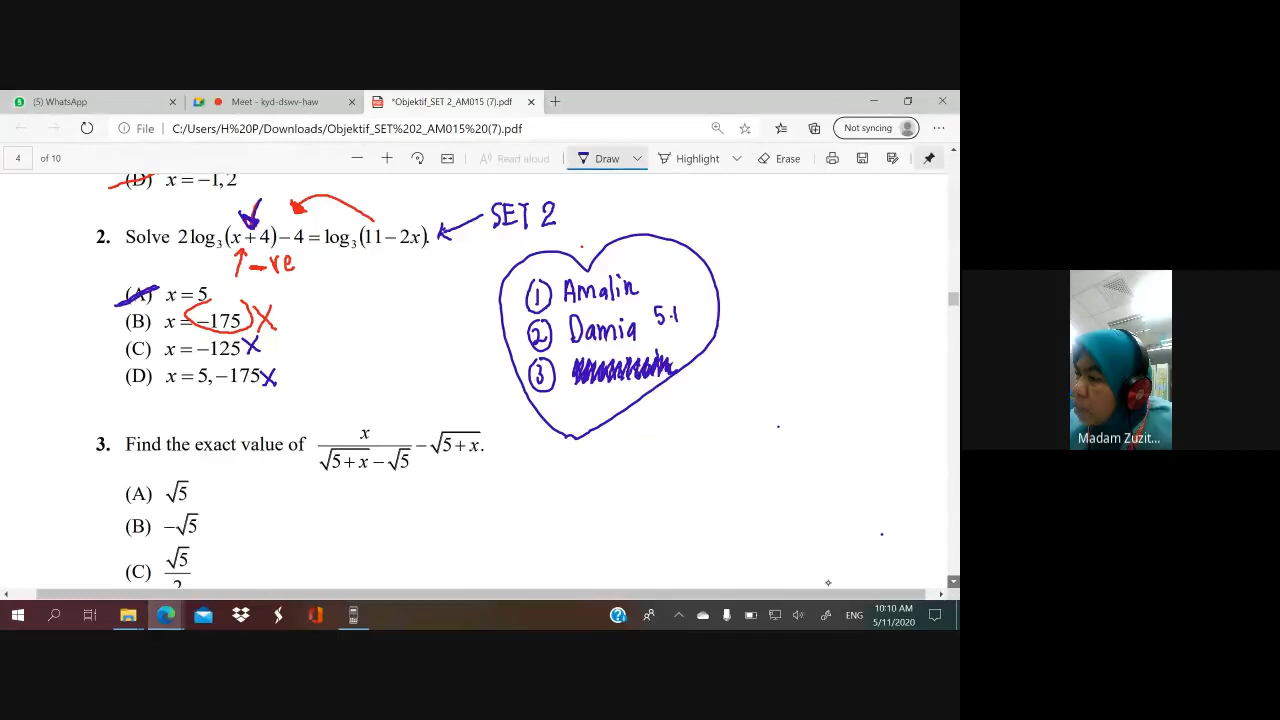 (5) WhatsApp
Meet - kyd-dswv-haw
*Objektif_SET 2_AM015 (7).pdf
File C:/Users/H%20P/Downloads/Objektif_SET%202_AM015%20(7).pdf
Not syncing
4 of 10
Read aloud
Draw
Highlight
Erase
(D) x = −1, 2
2. Solve 2log₃(x+4)−4 = log₃(11−2x).
SET 2
-ve
(A) x = 5
(B) x = −175 X
(C) x = −125 X
(D) x = 5, −175 X
① Amalin
② Damia 5.1
③
3. Find the exact value of x/(√(5+x) − √5) − √(5+x).
(A) √5
(B) −√5
(C) √5/2
Madam Zuzit...
ENG
10:10 AM
5/11/2020